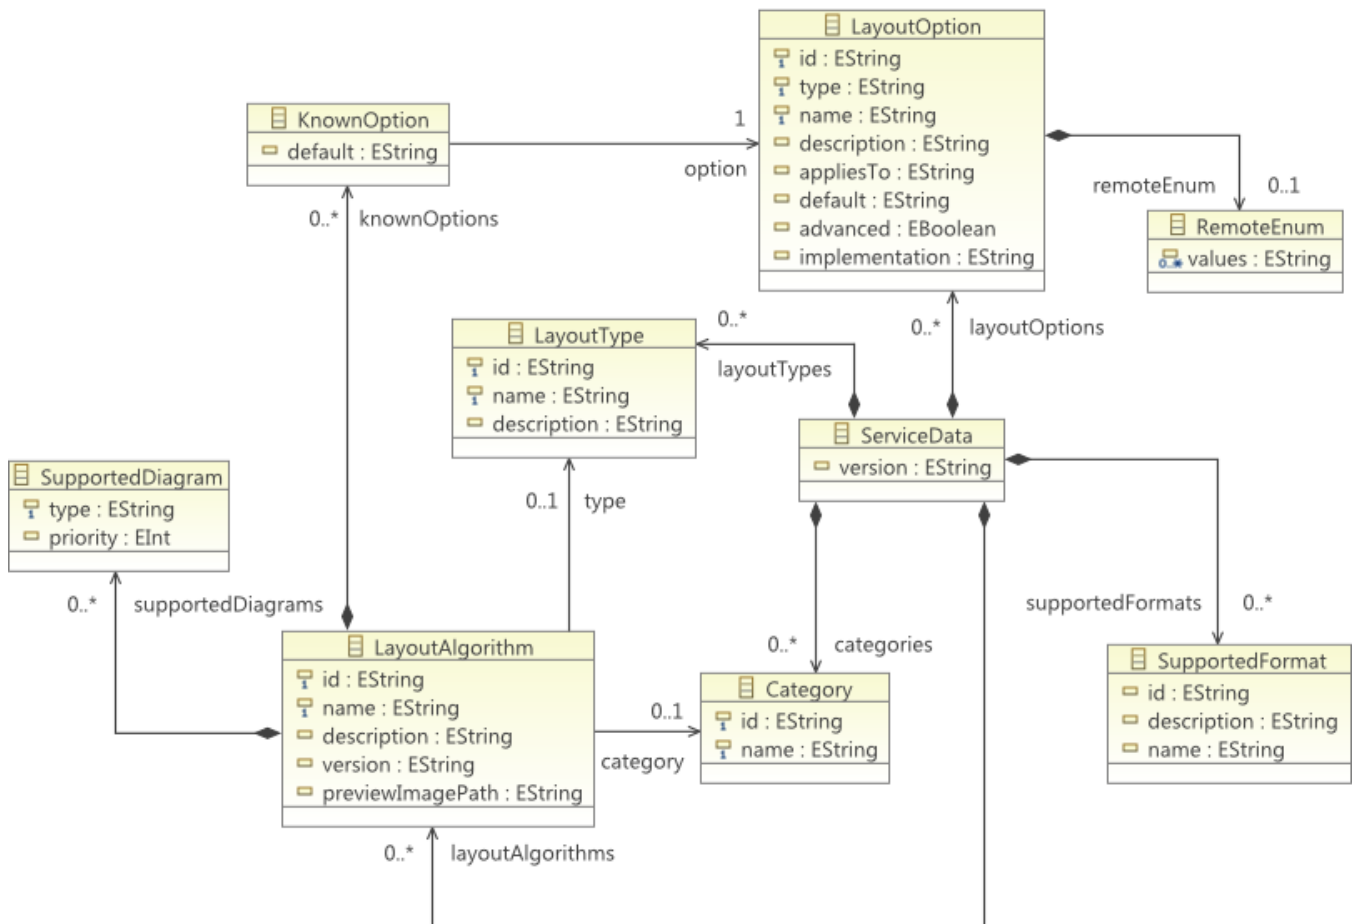 LayoutOption
id : EString
type : EString
name : EString
description : EString
appliesTo : EString
default : EString
advanced : EBoolean
implementation : EString
KnownOption
default : EString
1
option
remoteEnum
0..1
RemoteEnum
0..* values : EString
0..* knownOptions
LayoutType
id : EString
name : EString
description : EString
0..*
layoutTypes
0..* layoutOptions
ServiceData
version : EString
SupportedDiagram
type : EString
priority : EInt
0..1 type
0..* supportedDiagrams
supportedFormats 0..*
LayoutAlgorithm
id : EString
name : EString
description : EString
version : EString
previewImagePath : EString
0..* categories
0..1
category
Category
id : EString
name : EString
SupportedFormat
id : EString
description : EString
name : EString
0..* layoutAlgorithms